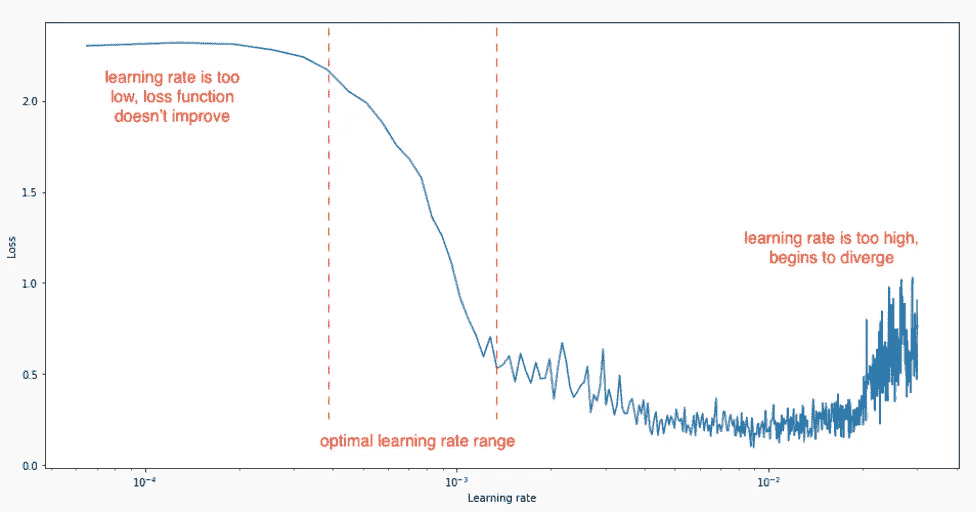 learning rate is too
low, loss function
doesn't improve
2.0
1.5
learning rate is too high,
begins to diverge
Loss
1.0
0.5
optimal learning rate range
0.0
10⁻⁴
10⁻³
10⁻²
Learning rate